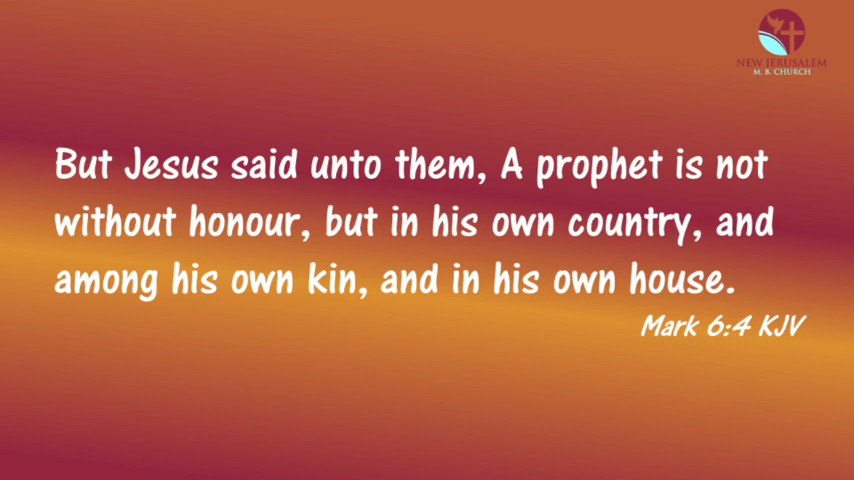 NEW JERUSALEM
M. B. CHURCH
But Jesus said unto them, A prophet is not
without honour, but in his own country, and
among his own kin, and in his own house.
Mark 6:4 KJV